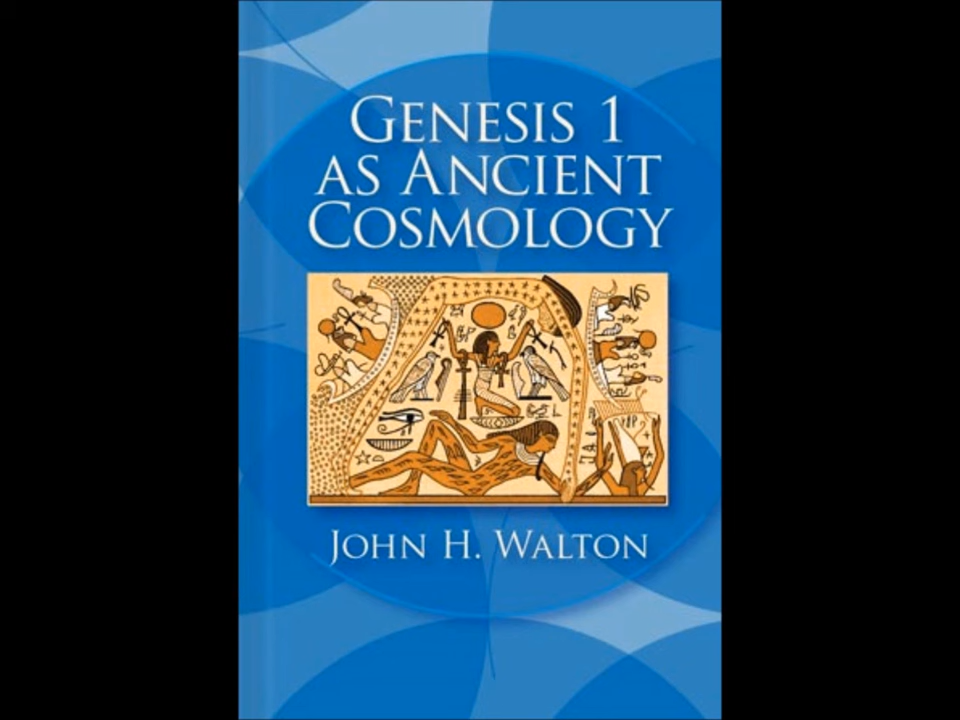 GENESIS 1
AS ANCIENT
COSMOLOGY
JOHN H. WALTON